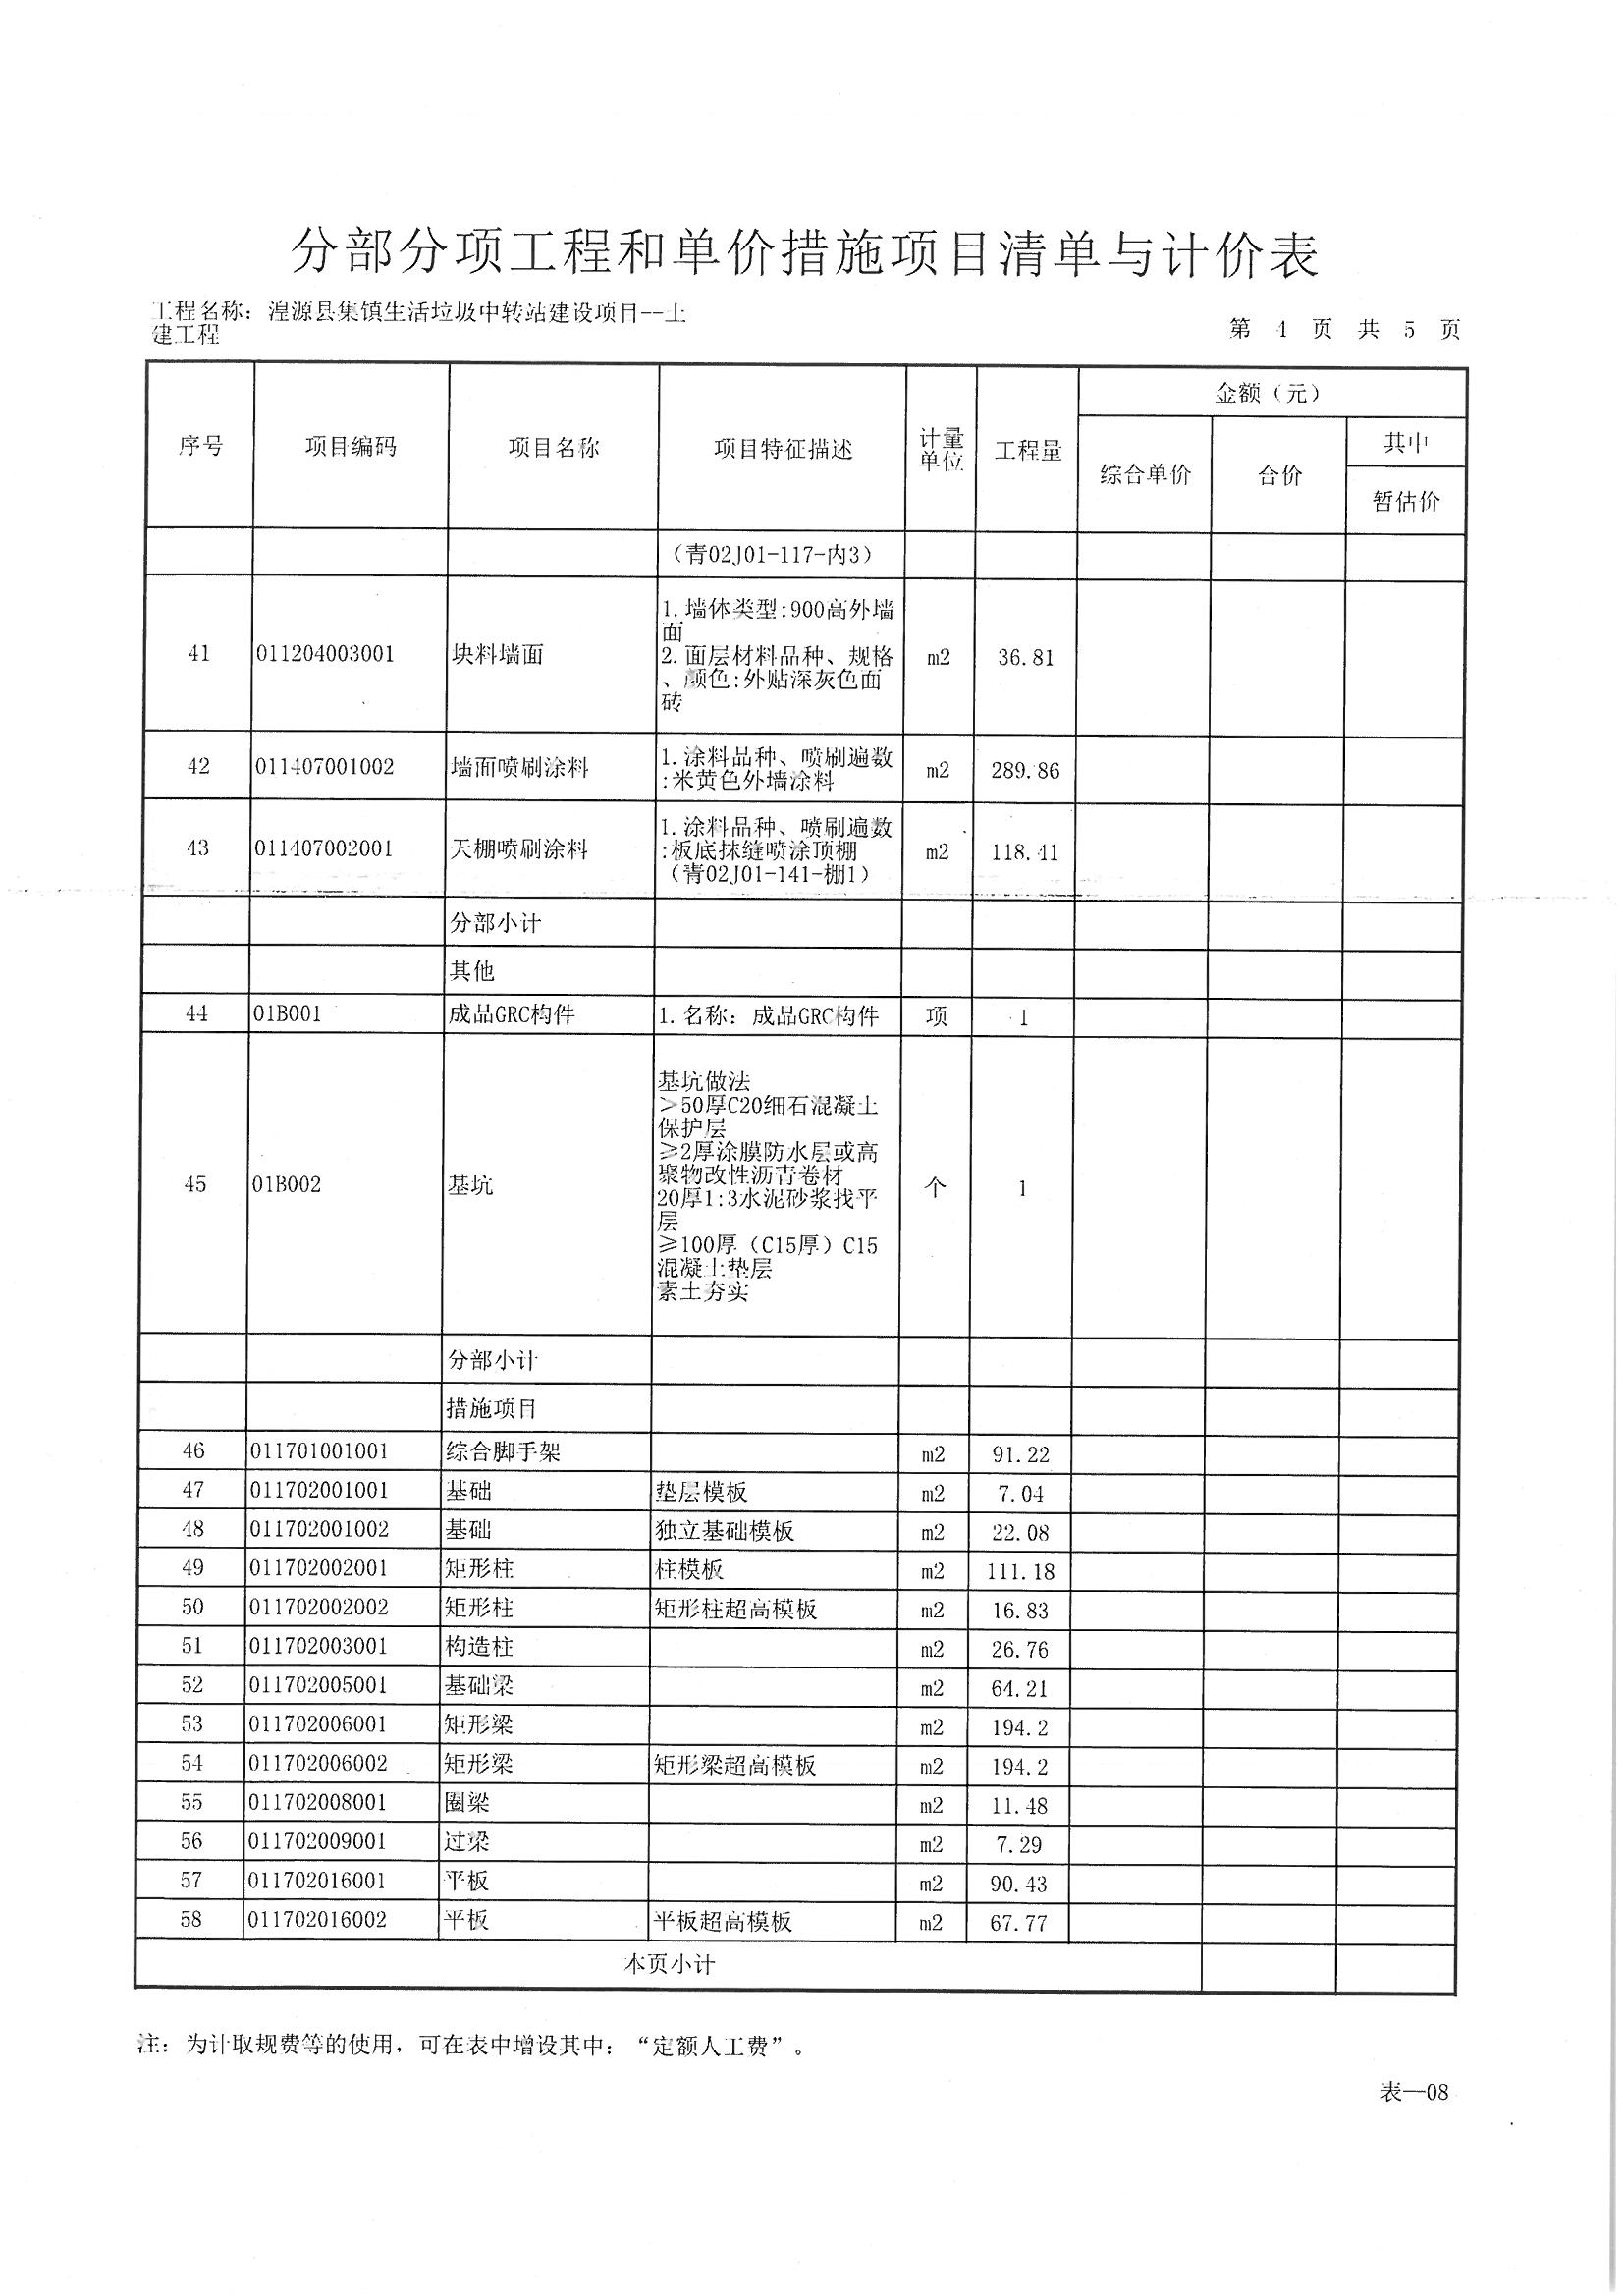 分部分项工程和单价措施项目清单与计价表
工程名称：湟源县集镇生活垃圾中转站建设项目--土
建工程
第 4 页 共 5 页
序号 项目编码 项目名称 项目特征描述 计量单位 工程量 金额（元）
综合单价 合价 其中
暂估价
（青02J01-117-内3）
41 011204003001 块料墙面 1.墙体类型:900高外墙
面
2.面层材料品种、规格
、颜色:外贴深灰色面
砖 m2 36.81
42 011407001002 墙面喷刷涂料 1.涂料品种、喷刷遍数
:米黄色外墙涂料 m2 289.86
43 011407002001 天棚喷刷涂料 1.涂料品种、喷刷遍数
:板底抹缝喷涂顶棚
（青02J01-141-棚1） m2 118.41
分部小计
其他
44 01B001 成品GRC构件 1.名称：成品GRC构件 项 1
45 01B002 基坑 基坑做法
>50厚C20细石混凝土
保护层
≥2厚涂膜防水层或高
聚物改性沥青卷材
20厚1:3水泥砂浆找平
层
≥100厚（C15厚）C15
混凝土垫层
素土夯实 个 1
分部小计
措施项目
46 011701001001 综合脚手架 m2 91.22
47 011702001001 基础 垫层模板 m2 7.04
48 011702001002 基础 独立基础模板 m2 22.08
49 011702002001 矩形柱 柱模板 m2 111.18
50 011702002002 矩形柱 矩形柱超高模板 m2 16.83
51 011702003001 构造柱 m2 26.76
52 011702005001 基础梁 m2 64.21
53 011702006001 矩形梁 m2 194.2
54 011702006002 矩形梁 矩形梁超高模板 m2 194.2
55 011702008001 圈梁 m2 11.48
56 011702009001 过梁 m2 7.29
57 011702016001 平板 m2 90.43
58 011702016002 平板 平板超高模板 m2 67.77
本页小计
注：为计取规费等的使用，可在表中增设其中：“定额人工费”。
表—08